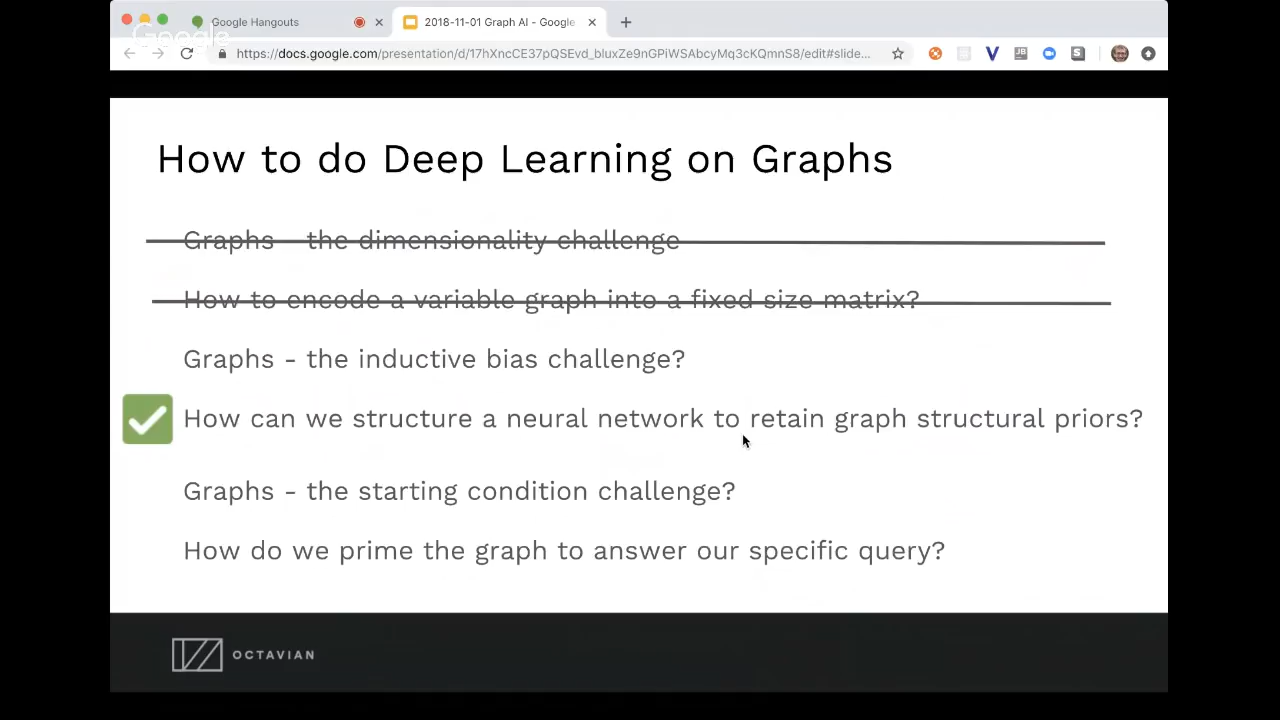 Google Hangouts
2018-11-01 Graph AI - Google
Google
https://docs.google.com/presentation/d/17hXncCE37pQSEvd_bluxZe9nGPiWSAbcyMq3cKQmnS8/edit#slide...
V
JB
S
How to do Deep Learning on Graphs
Graphs - the dimensionality challenge
How to encode a variable graph into a fixed size matrix?
Graphs - the inductive bias challenge?
How can we structure a neural network to retain graph structural priors?
Graphs - the starting condition challenge?
How do we prime the graph to answer our specific query?
OCTAVIAN